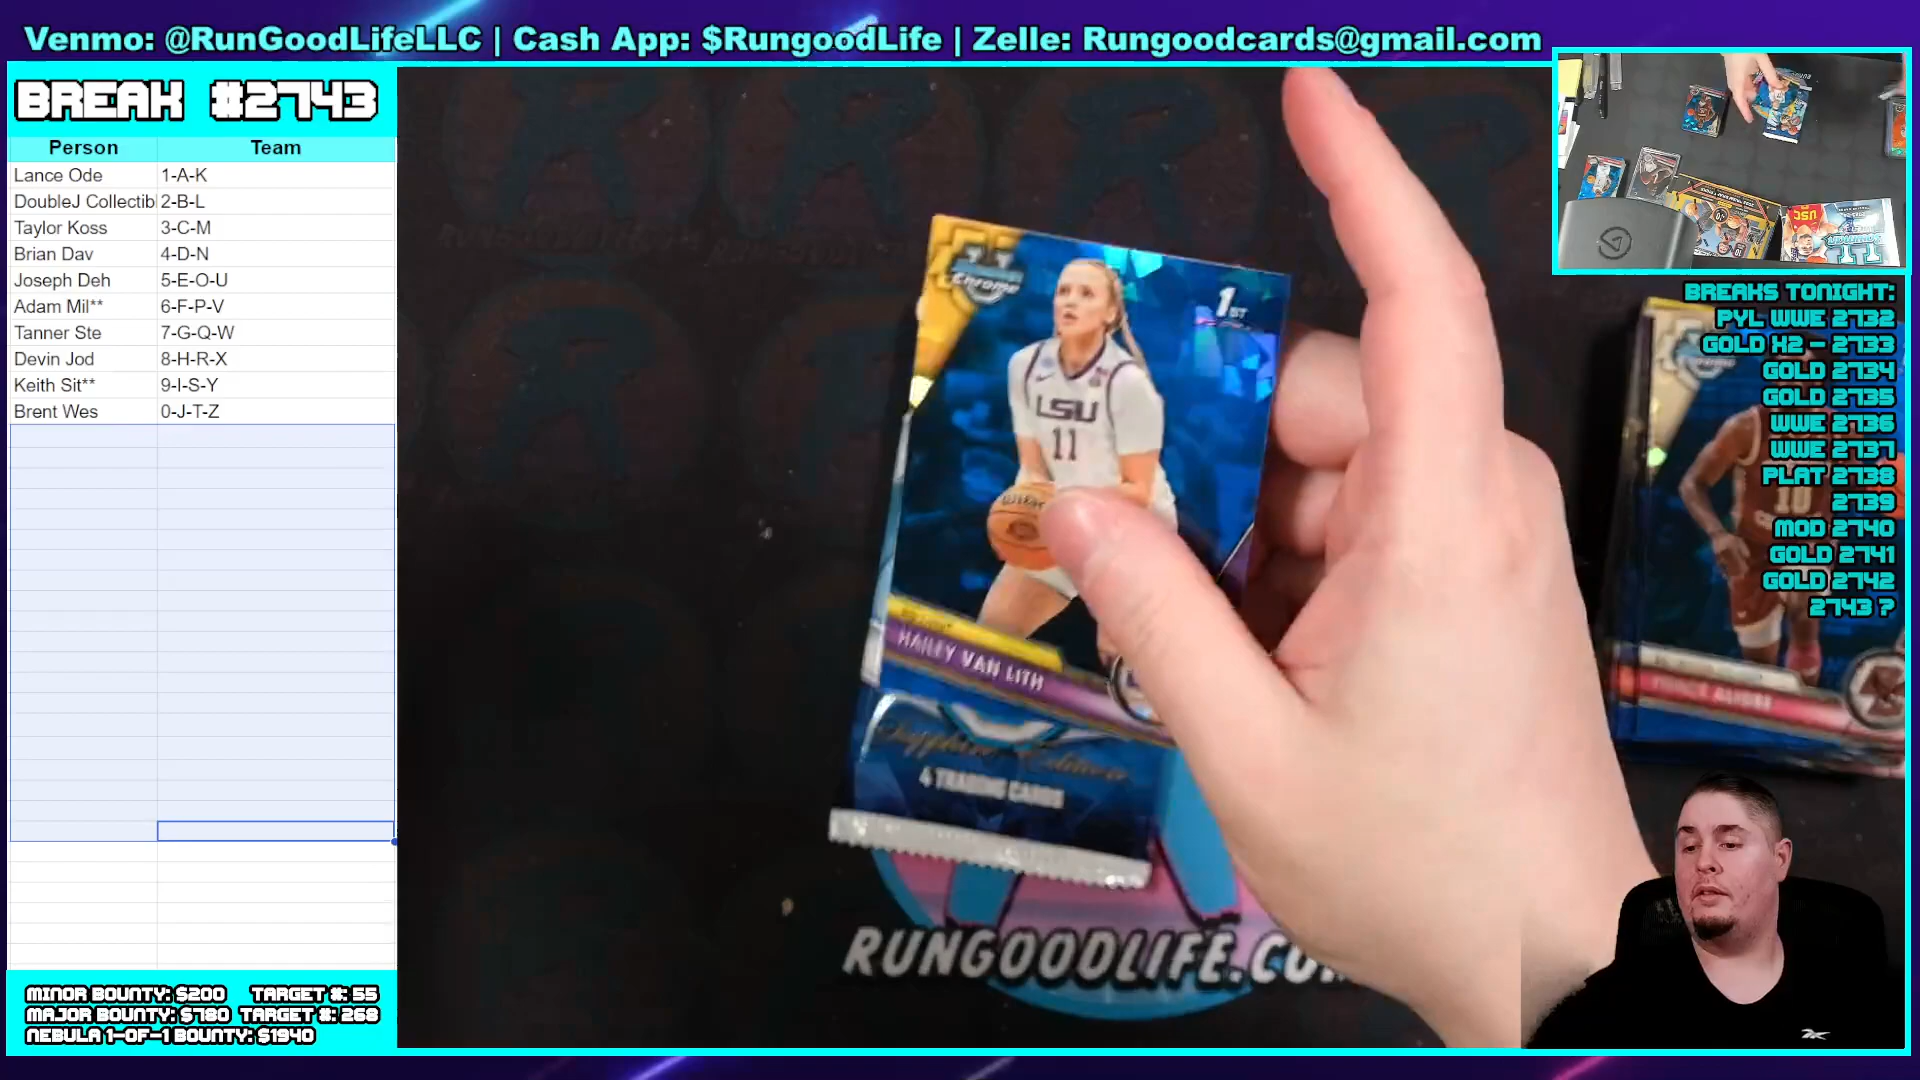 Venmo: @RunGoodLifeLLC | Cash App: $RungoodLife | Zelle: Rungoodcards@gmail.com
BREAK #2743
Person Team
Lance Ode 1-A-K
DoubleJ Collectib 2-B-L
Taylor Koss 3-C-M
Brian Dav 4-D-N
Joseph Deh 5-E-O-U
Adam Mil** 6-F-P-V
Tanner Ste 7-G-Q-W
Devin Jod 8-H-R-X
Keith Sit** 9-I-S-Y
Brent Wes 0-J-T-Z
MINOR BOUNTY: $200 TARGET #: 55
MAJOR BOUNTY: $780 TARGET #: 268
NEBULA 1-OF-1 BOUNTY: $1940
Chrome
1ST
LSU
11
HAILEY VAN LITH
Sapphire Edition
4 TRADING CARDS
RUNGOODLIFE.CO
10
USC
BREAKS TONIGHT:
PYL WWE 2732
GOLD X2 - 2733
GOLD 2734
GOLD 2735
WWE 2736
WWE 2737
PLAT 2738
2739
MOD 2740
GOLD 2741
GOLD 2742
2743 ?